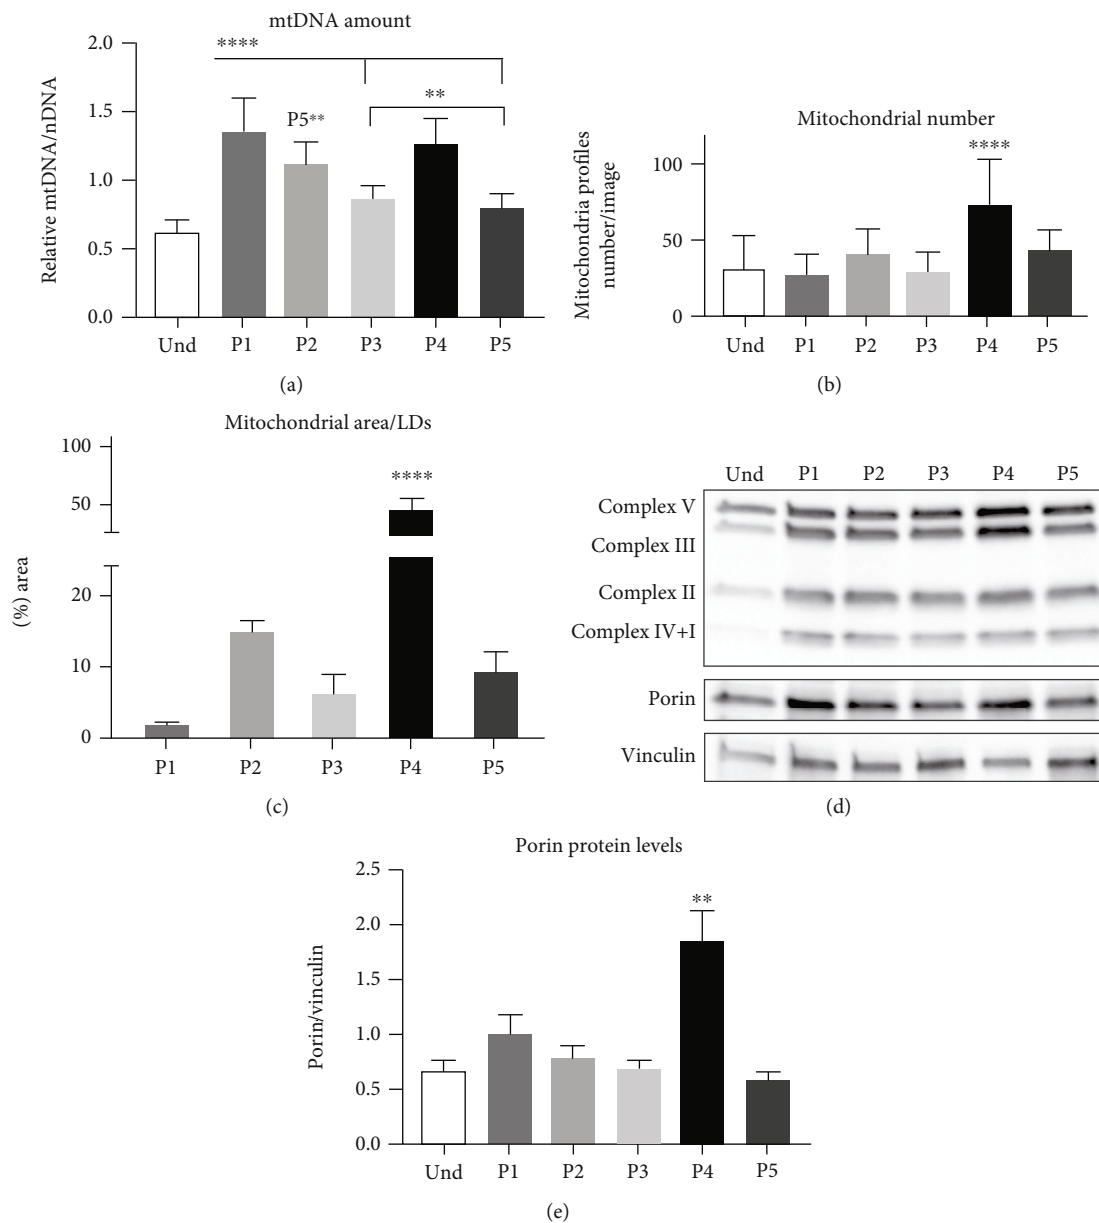 mtDNA amount
Relative mtDNA/nDNA
2.0
1.5
1.0
0.5
0.0
****
**
P5**
Und P1 P2 P3 P4 P5
(a)
Mitochondrial number
Mitochondria profiles
number/image
100
50
0
****
Und P1 P2 P3 P4 P5
(b)
Mitochondrial area/LDs
(%) area
100
50
20
10
0
****
P1 P2 P3 P4 P5
(c)
Und P1 P2 P3 P4 P5
Complex V
Complex III
Complex II
Complex IV+I
Porin
Vinculin
(d)
Porin protein levels
Porin/vinculin
2.5
2.0
1.5
1.0
0.5
0.0
**
Und P1 P2 P3 P4 P5
(e)